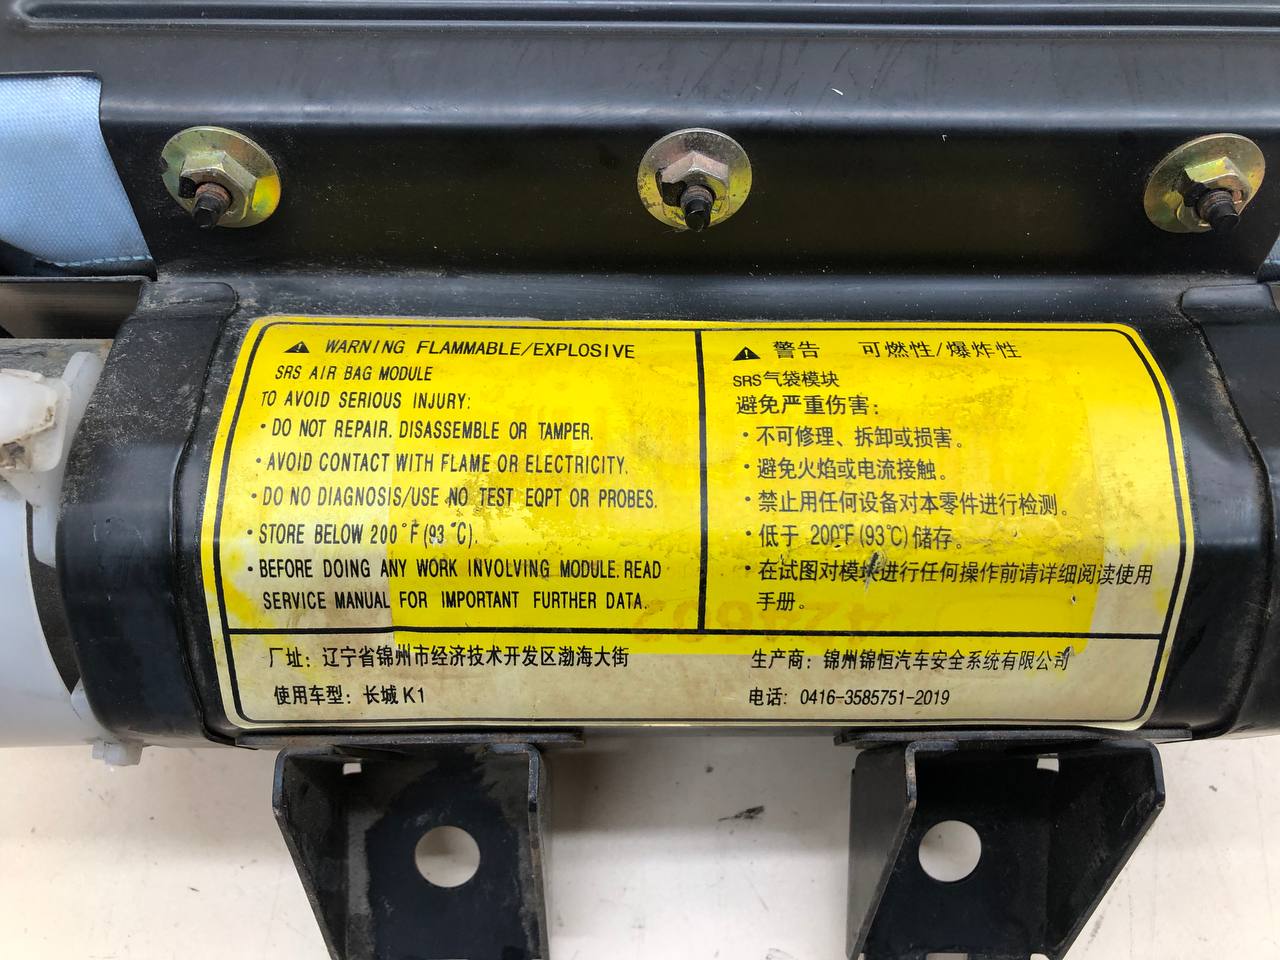 WARNING FLAMMABLE/EXPLOSIVE
SRS AIR BAG MODULE
TO AVOID SERIOUS INJURY:
· DO NOT REPAIR. DISASSEMBLE OR TAMPER.
· AVOID CONTACT WITH FLAME OR ELECTRICITY.
· DO NO DIAGNOSIS/USE NO TEST EQPT OR PROBES.
· STORE BELOW 200°F(93℃).
· BEFORE DOING ANY WORK INVOLVING MODULE. READ
SERVICE MANUAL FOR IMPORTANT FURTHER DATA.
警告 可燃性/爆炸性
SRS气袋模块
避免严重伤害:
· 不可修理、拆卸或损害。
· 避免火焰或电流接触。
· 禁止用任何设备对本零件进行检测。
· 低于 200°F(93℃)储存。
· 在试图对模块进行任何操作前请详细阅读使用
手册。
厂址: 辽宁省锦州市经济技术开发区渤海大街
使用车型: 长城 K1
生产商: 锦州锦恒汽车安全系统有限公司
电话: 0416-3585751-2019